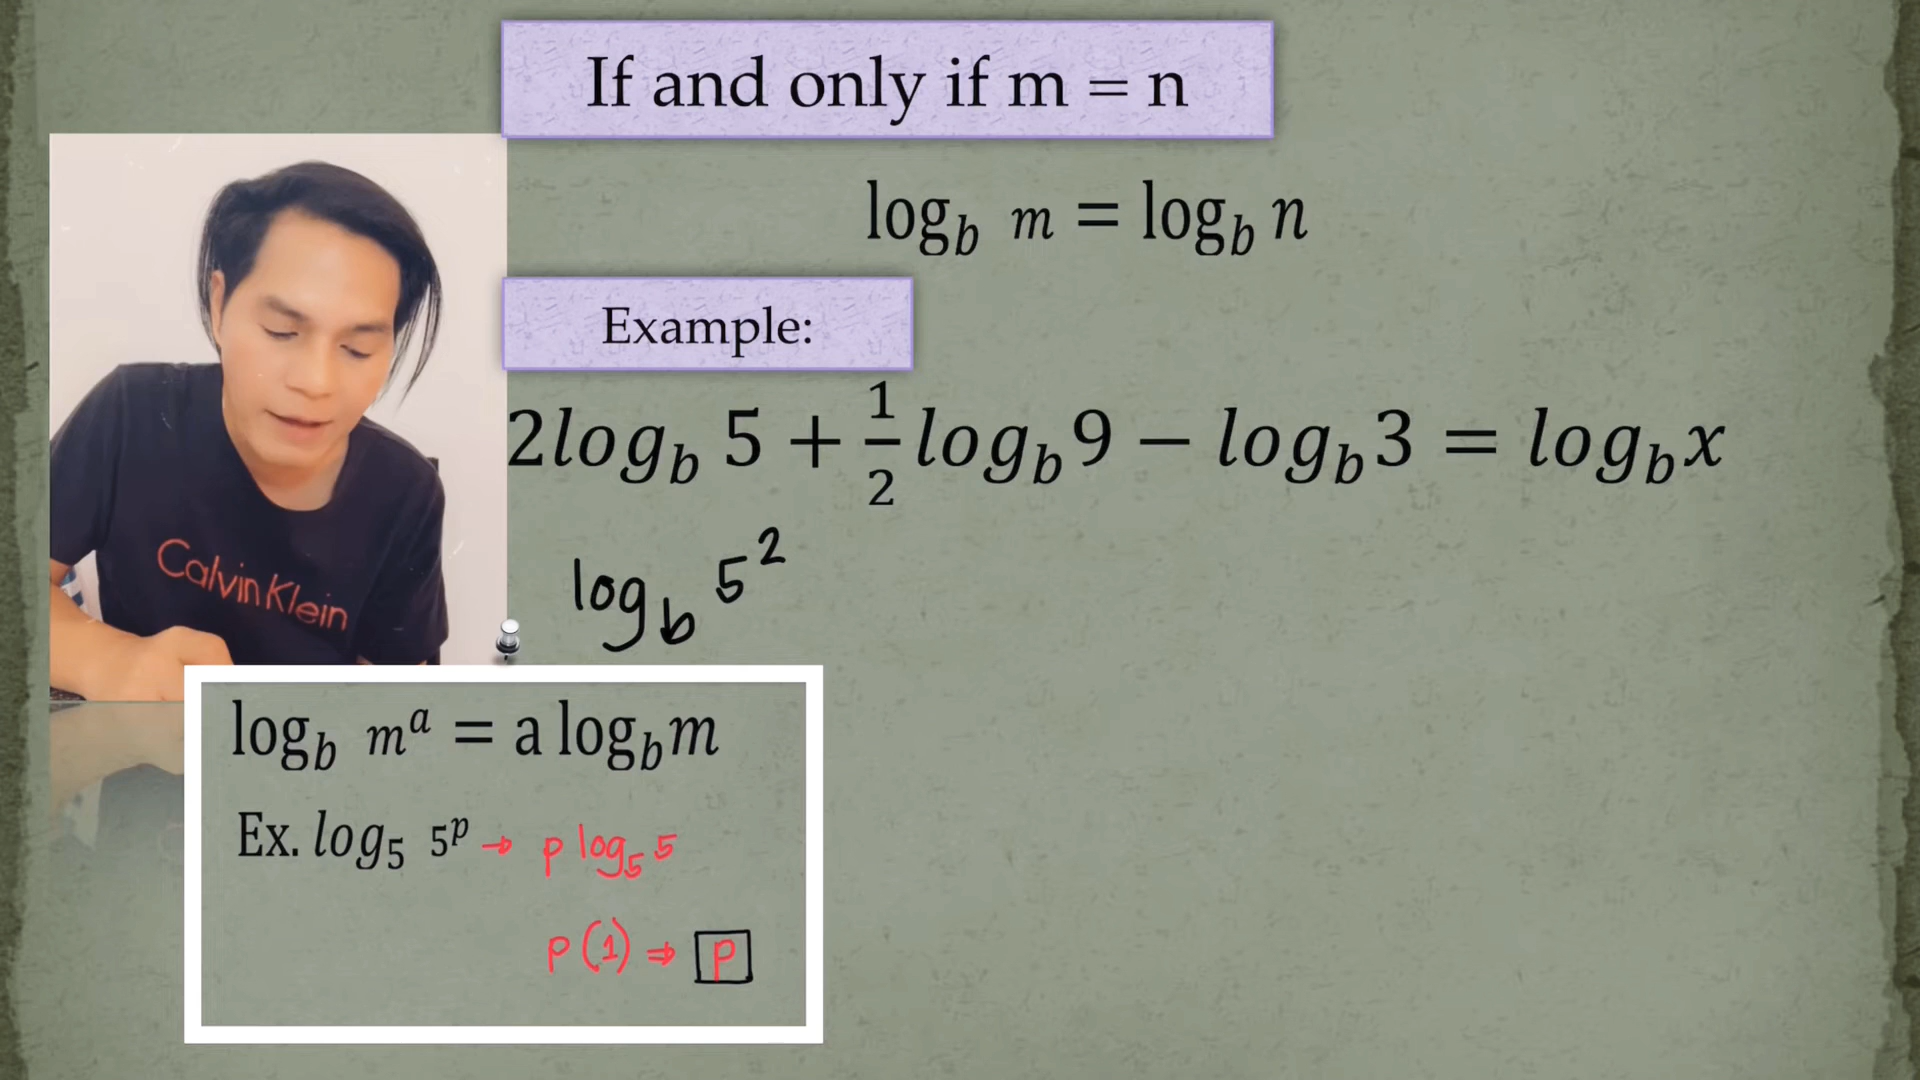 If and only if m = n
log_b m = log_b n
Example:
2log_b 5 + 1/2 log_b 9 − log_b 3 = log_b x
log_b 5^2
Calvin Klein
log_b m^a = a log_b m
Ex. log_5 5^p → p log_5 5
p (1) ⇒ p